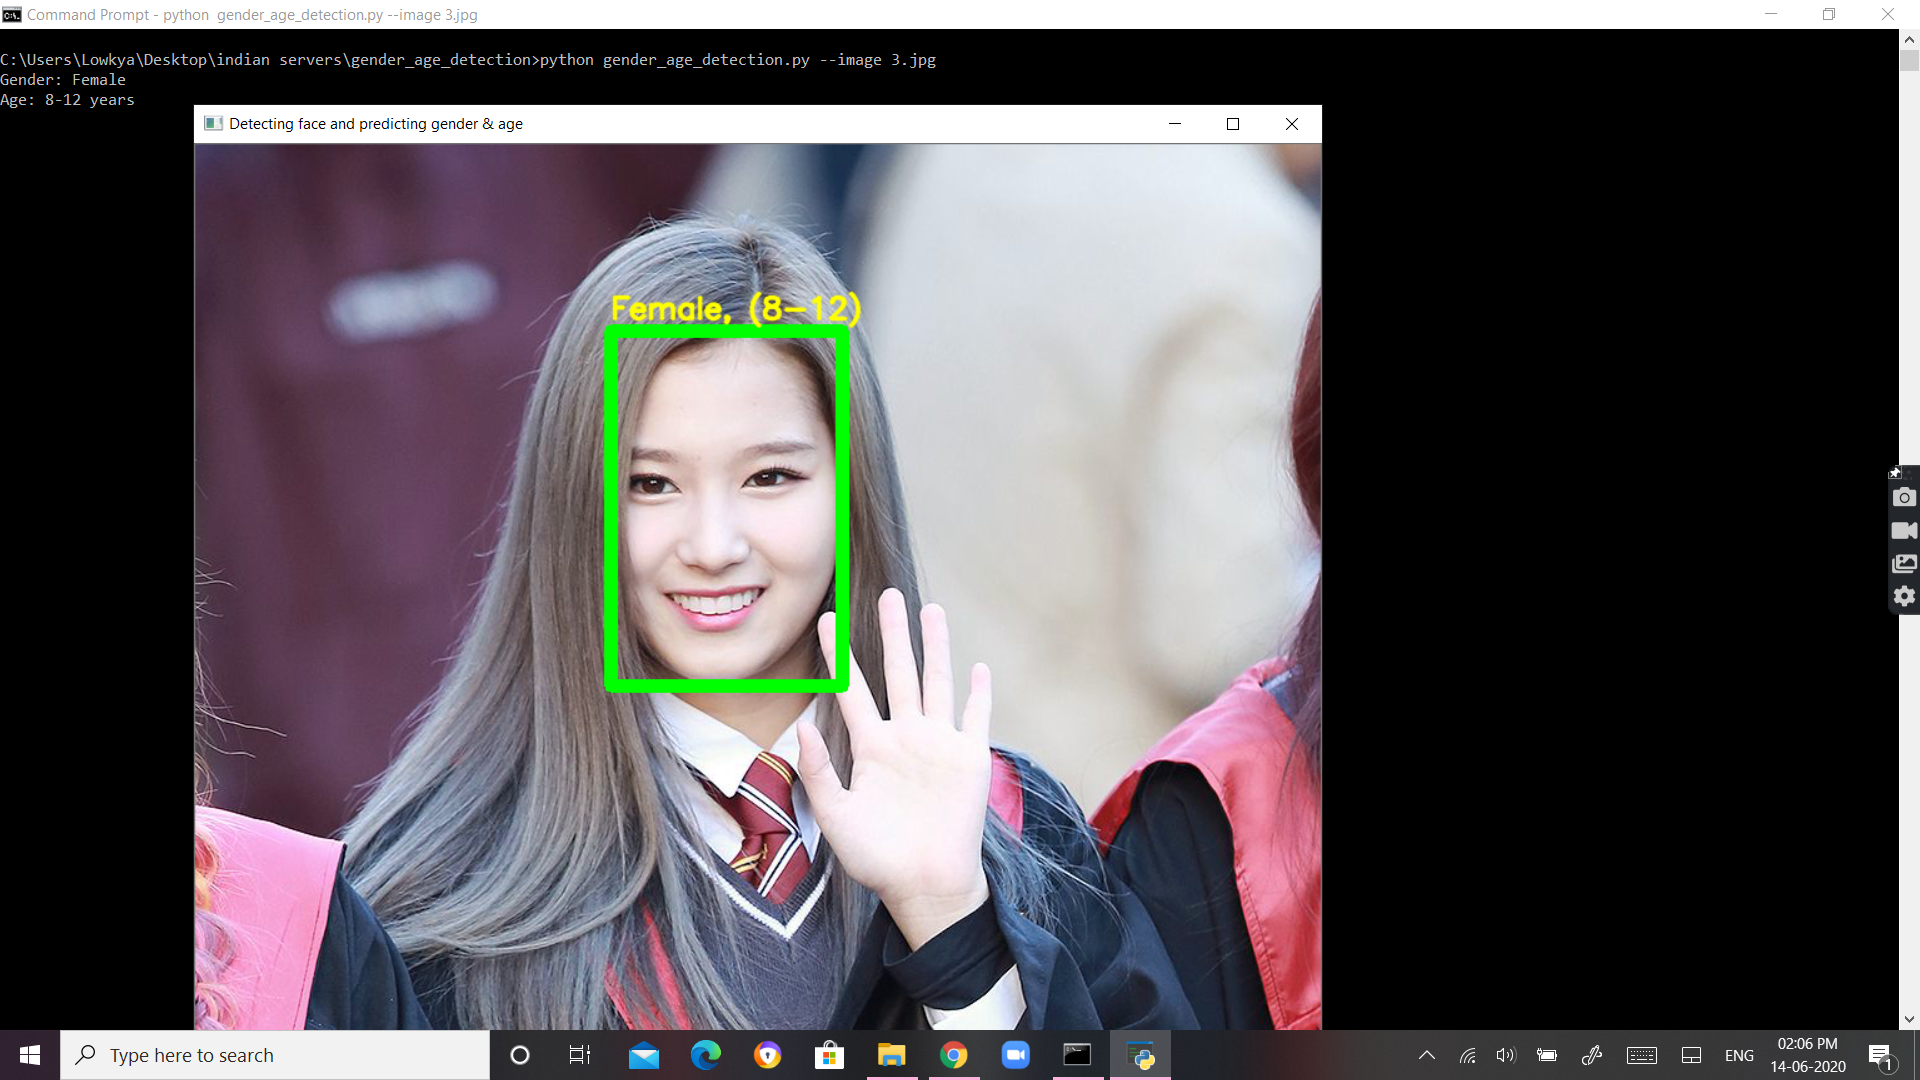 Command Prompt - python  gender_age_detection.py --image 3.jpg
C:\Users\Lowkya\Desktop\indian servers\gender_age_detection>python gender_age_detection.py --image 3.jpg
Gender: Female
Age: 8-12 years
Detecting face and predicting gender & age
Female, (8-12)
Type here to search
ENG
02:06 PM
14-06-2020
1